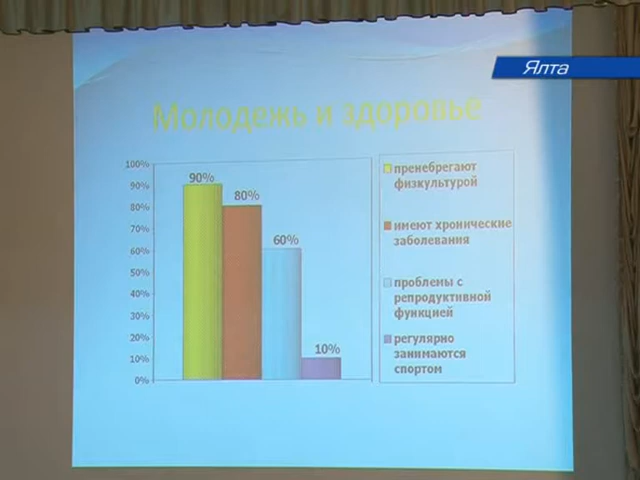 Ялта
Молодежь и здоровье
100%
90%
80%
70%
60%
50%
40%
30%
20%
10%
0%
90%
80%
60%
10%
пренебрегают
физкультурой
имеют хронические
заболевания
проблемы с
репродуктивной
функцией
регулярно
занимаются
спортом